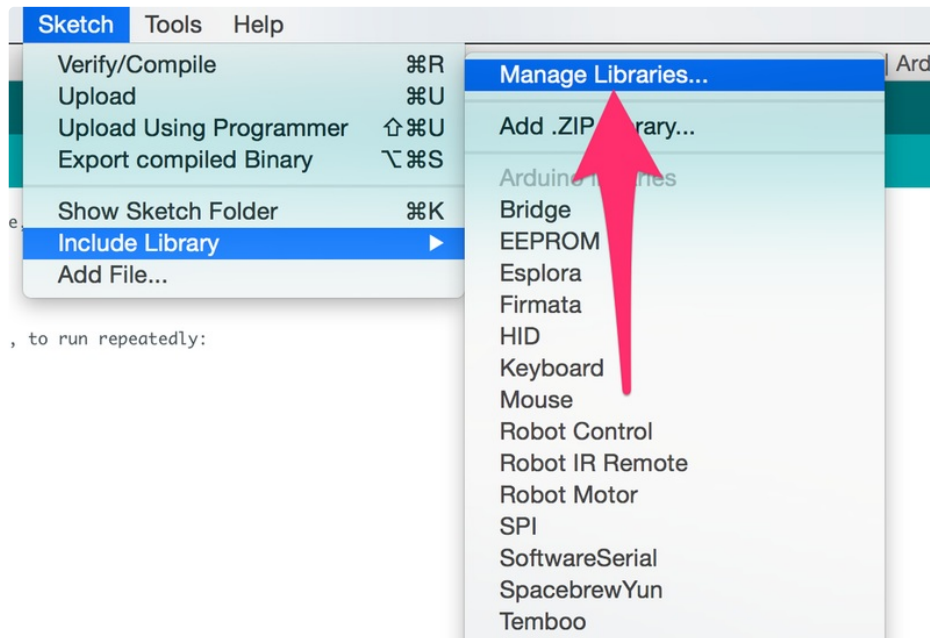 Sketch Tools Help
Verify/Compile ⌘R
Upload ⌘U
Upload Using Programmer ⇧⌘U
Export compiled Binary ⌥⌘S
Show Sketch Folder ⌘K
Include Library ▶
Add File...
, to run repeatedly:
Manage Libraries...
| Ard
Add .ZIP
Arduino
Bridge
EEPROM
Esplora
Firmata
HID
Keyboard
Mouse
Robot Control
Robot IR Remote
Robot Motor
SPI
SoftwareSerial
SpacebrewYun
Temboo